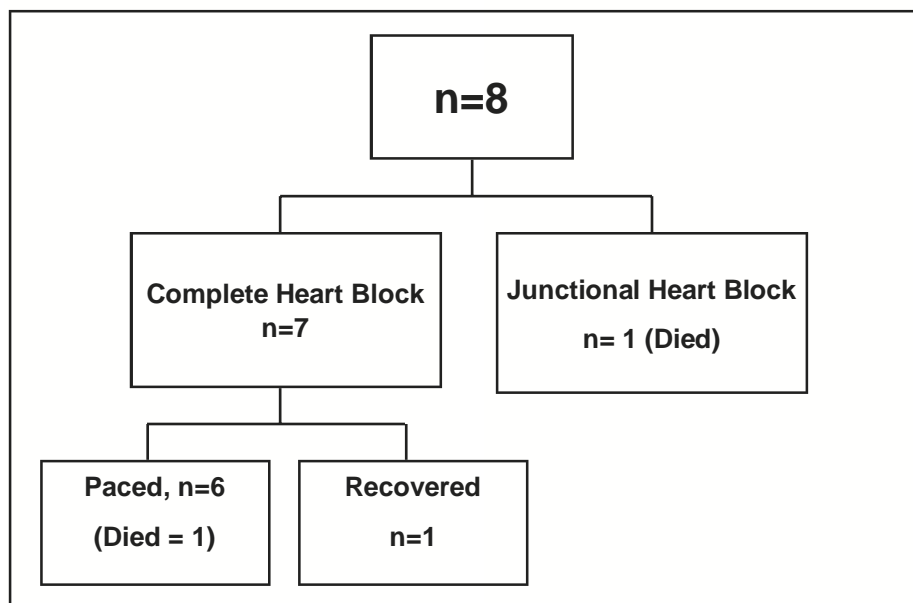 n=8
Complete Heart Block
n=7
Junctional Heart Block
n= 1 (Died)
Paced, n=6
(Died = 1)
Recovered
n=1